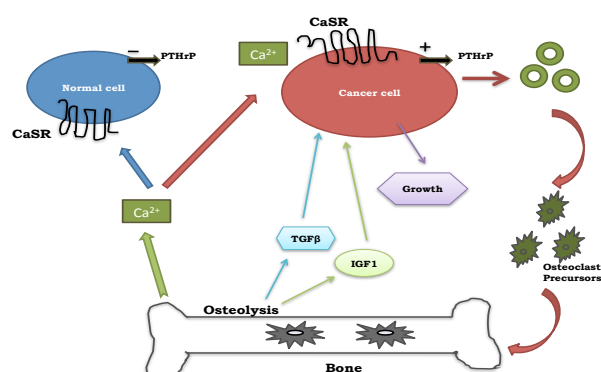 CaSR
Ca²⁺
−
PTHrP
+
PTHrP
Normal cell
Cancer cell
CaSR
Growth
Ca²⁺
TGFβ
IGF1
Osteoclast
Precursors
Osteolysis
Bone